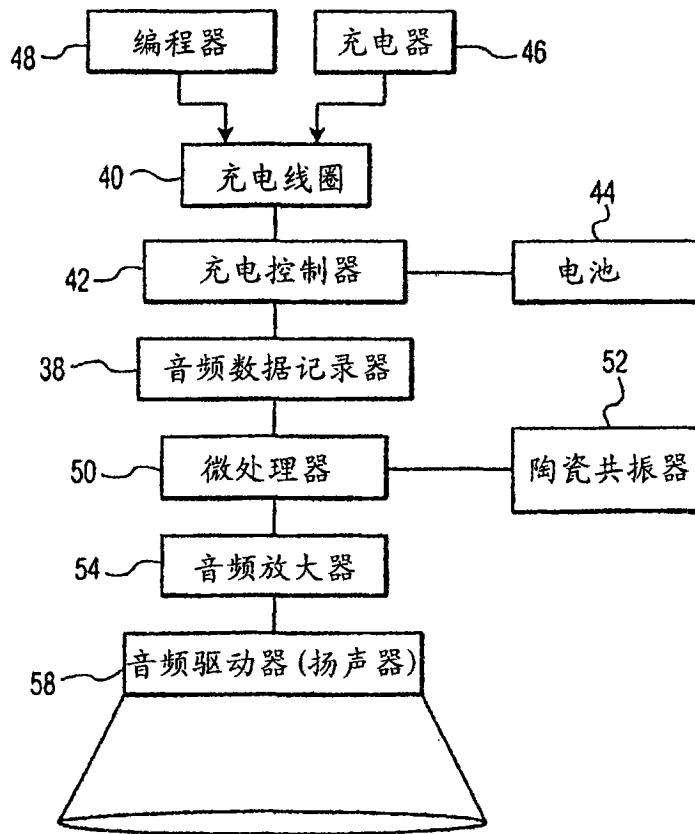 48 编程器 充电器 46
40 充电线圈
44
42 充电控制器 电池
38 音频数据记录器
52
50 微处理器 陶瓷共振器
54 音频放大器
58 音频驱动器(扬声器)